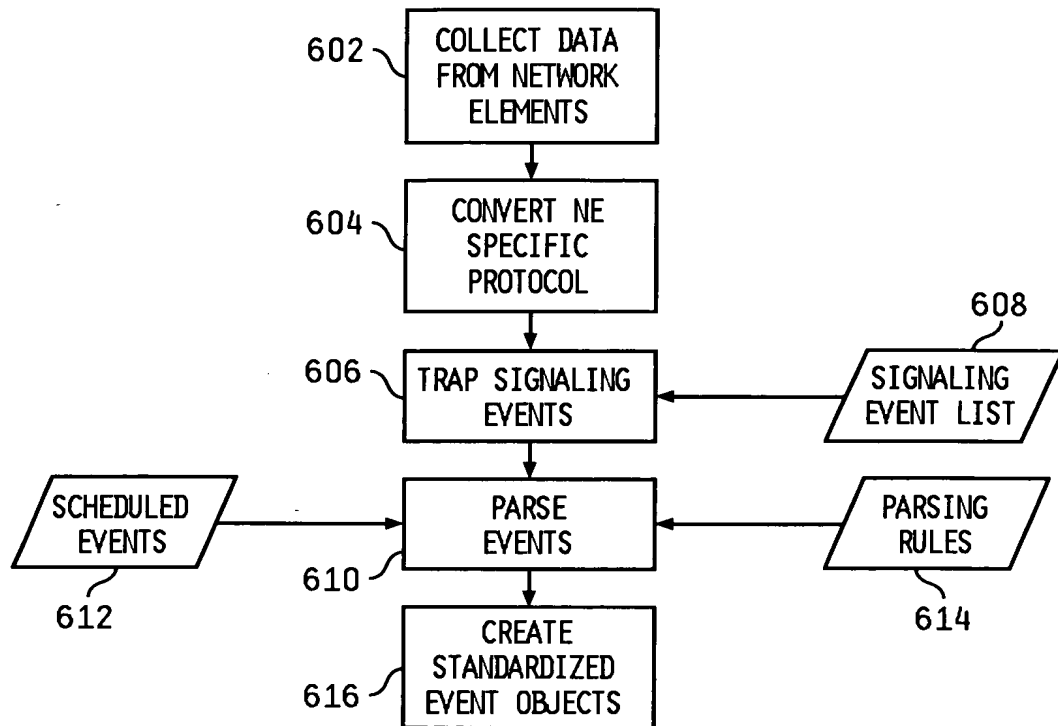 602
COLLECT DATA
FROM NETWORK
ELEMENTS
604
CONVERT NE
SPECIFIC
PROTOCOL
608
606
TRAP SIGNALING
EVENTS
SIGNALING
EVENT LIST
SCHEDULED
EVENTS
612
PARSE
EVENTS
610
PARSING
RULES
614
CREATE
STANDARDIZED
EVENT OBJECTS
616